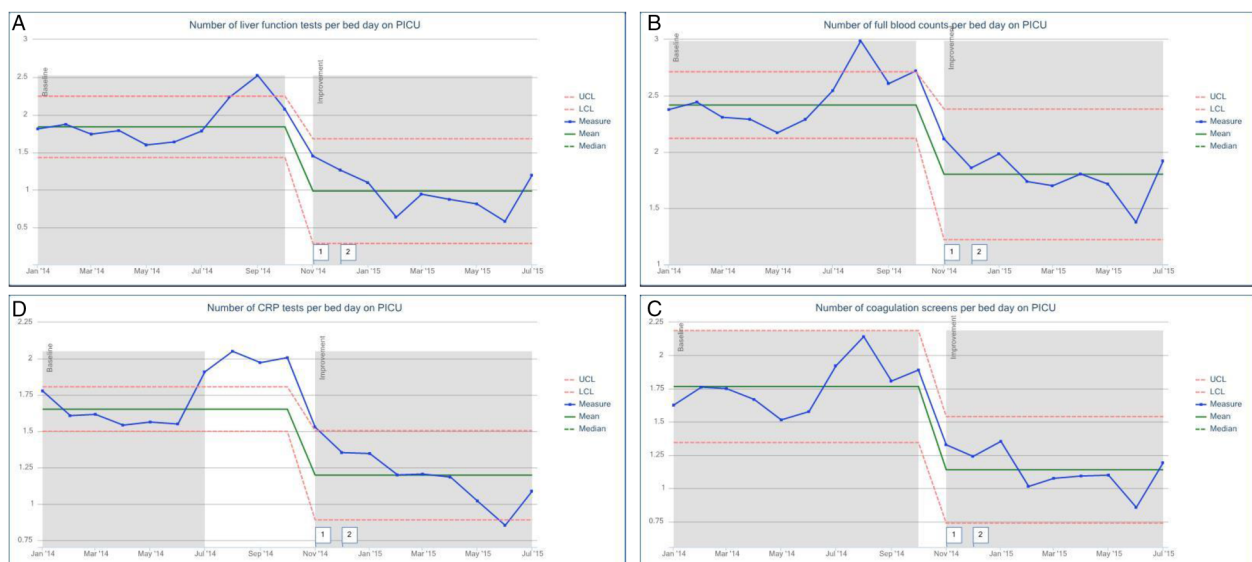 A
Number of liver function tests per bed day on PICU
3
2.5
2
1.5
1
0.5
Baseline
Improvement
1
2
Jan '14
Mar '14
May '14
Jul '14
Sep '14
Nov '14
Jan '15
Mar '15
May '15
Jul '15
UCL
LCL
Measure
Mean
Median
B
Number of full blood counts per bed day on PICU
3
2.5
2
1.5
1
Baseline
Improvement
1
2
Jan '14
Mar '14
May '14
Jul '14
Sep '14
Nov '14
Jan '15
Mar '15
May '15
Jul '15
UCL
LCL
Measure
Mean
Median
D
Number of CRP tests per bed day on PICU
2.25
2
1.75
1.5
1.25
1
0.75
Baseline
Improvement
1
2
Jan '14
Mar '14
May '14
Jul '14
Sep '14
Nov '14
Jan '15
Mar '15
May '15
Jul '15
UCL
LCL
Measure
Mean
Median
C
Number of coagulation screens per bed day on PICU
2.25
2
1.75
1.5
1.25
1
0.75
Baseline
Improvement
1
2
Jan '14
Mar '14
May '14
Jul '14
Sep '14
Nov '14
Jan '15
Mar '15
May '15
Jul '15
UCL
LCL
Measure
Mean
Median